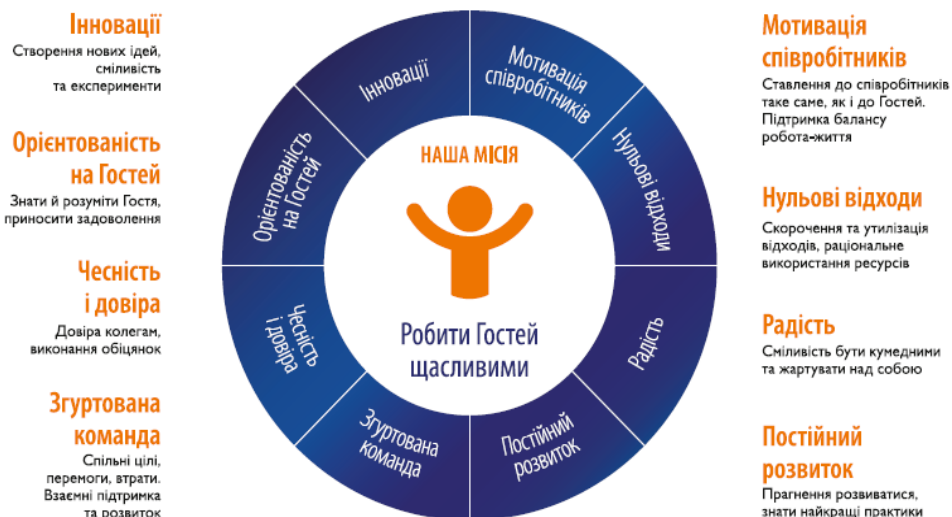 Інновації
Створення нових ідей,
сміливість
та експерименти
Орієнтованість
на Гостей
Знати й розуміти Гостя,
приносити задоволення
Чесність
і довіра
Довіра колегам,
виконання обіцянок
Згуртована
команда
Спільні цілі,
перемоги, втрати.
Взаємні підтримка
та розвиток
Інновації
Мотивація
співробітників
Орієнтованість
на Гостей
Нульові відходи
НАША МІСІЯ
Робити Гостей
щасливими
Чесність
і довіра
Радість
Згуртована
команда
Постійний
розвиток
Мотивація
співробітників
Ставлення до співробітників
таке саме, як і до Гостей.
Підтримка балансу
робота-життя
Нульові відходи
Скорочення та утилізація
відходів, раціональне
використання ресурсів
Радість
Сміливість бути кумедними
та жартувати над собою
Постійний
розвиток
Прагнення розвиватися,
знати найкращі практики